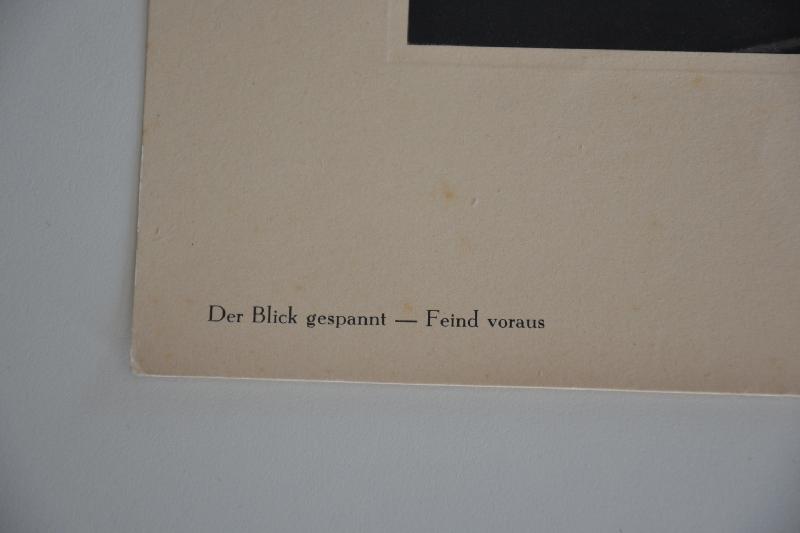 Der Blick gespannt — Feind voraus